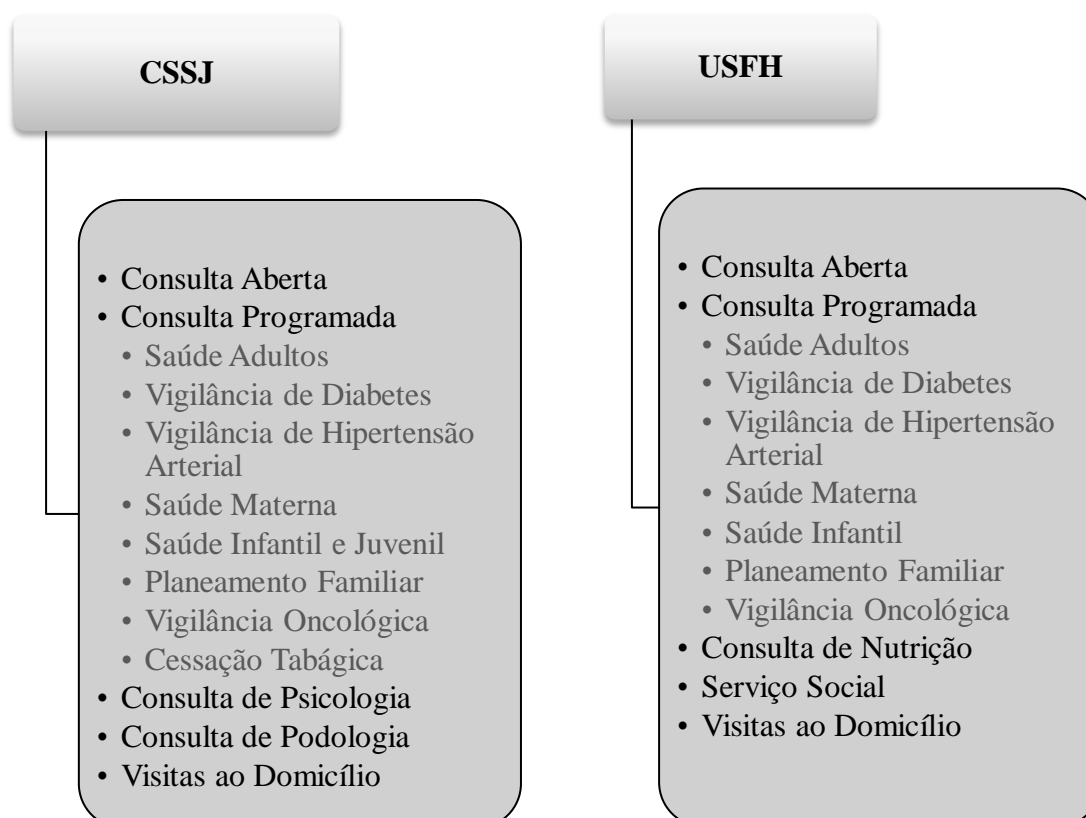 CSSJ
• Consulta Aberta
• Consulta Programada
• Saúde Adultos
• Vigilância de Diabetes
• Vigilância de Hipertensão
Arterial
• Saúde Materna
• Saúde Infantil e Juvenil
• Planeamento Familiar
• Vigilância Oncológica
• Cessação Tabágica
• Consulta de Psicologia
• Consulta de Podologia
• Visitas ao Domicílio
USFH
• Consulta Aberta
• Consulta Programada
• Saúde Adultos
• Vigilância de Diabetes
• Vigilância de Hipertensão
Arterial
• Saúde Materna
• Saúde Infantil
• Planeamento Familiar
• Vigilância Oncológica
• Consulta de Nutrição
• Serviço Social
• Visitas ao Domicílio